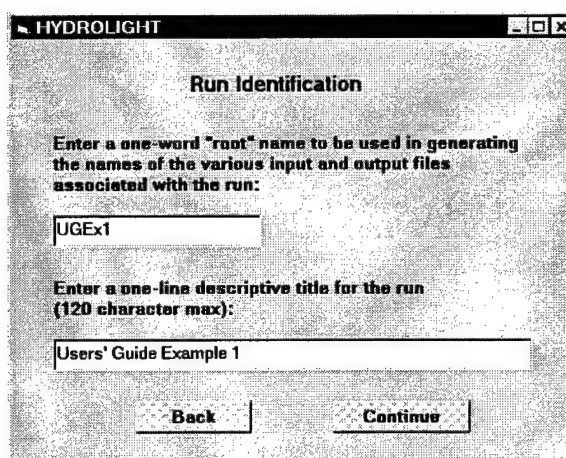 HYDROLIGHT
Run Identification
Enter a one-word "root" name to be used in generating
the names of the various input and output files
associated with the run:
UGEx1
Enter a one-line descriptive title for the run
(120 character max):
Users' Guide Example 1
Back Continue